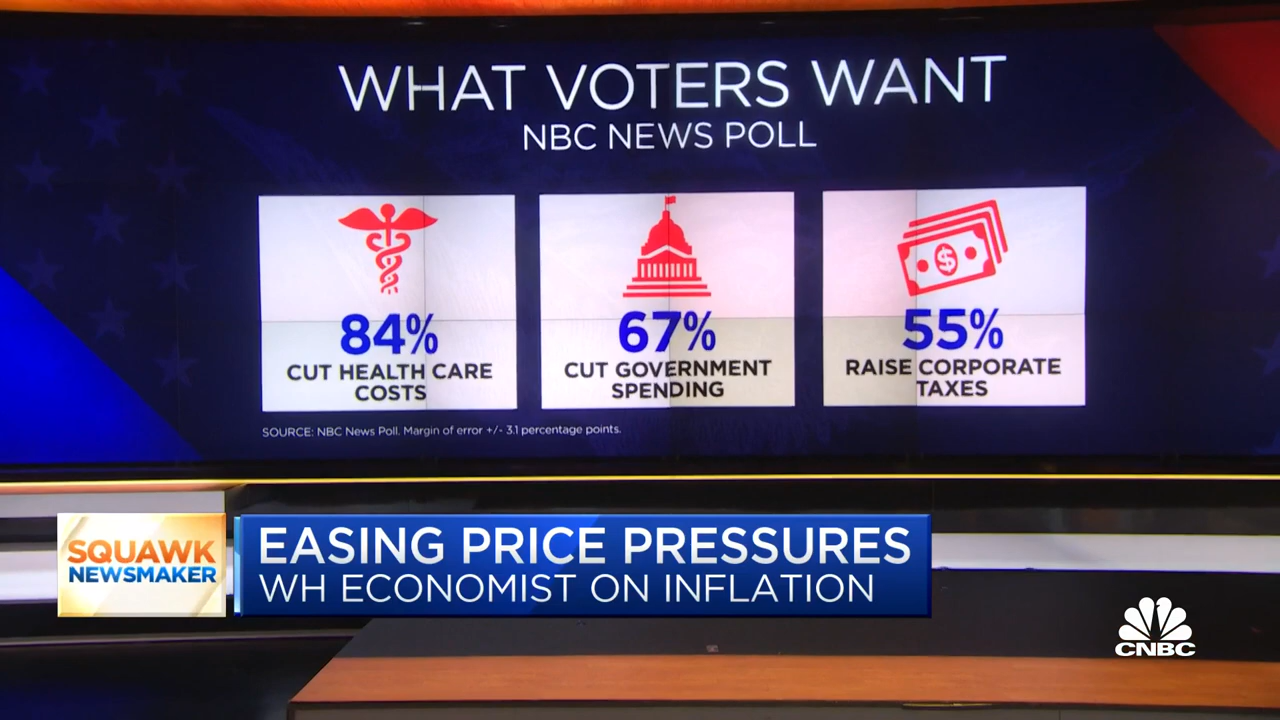 WHAT VOTERS WANT
NBC NEWS POLL
84%
CUT HEALTH CARE
COSTS
67%
CUT GOVERNMENT
SPENDING
$
55%
RAISE CORPORATE
TAXES
SOURCE: NBC News Poll. Margin of error +/- 3.1 percentage points.
SQUAWK
NEWSMAKER
EASING PRICE PRESSURES
WH ECONOMIST ON INFLATION
CNBC